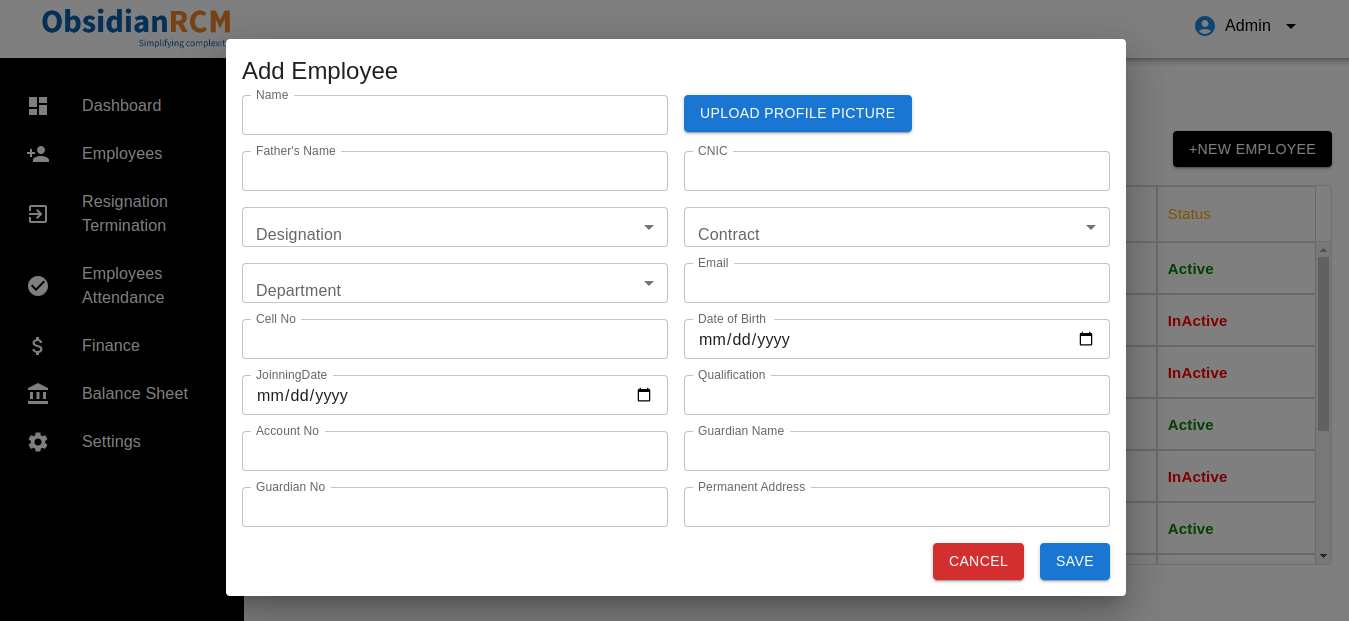 ObsidianRCM
Simplifying complexit
Admin
Dashboard
Employees
Resignation
Termination
Employees
Attendance
Finance
Balance Sheet
Settings
Add Employee
Name
UPLOAD PROFILE PICTURE
Father's Name
CNIC
Designation
Contract
Department
Email
Cell No
Date of Birth
mm/dd/yyyy
JoinningDate
mm/dd/yyyy
Qualification
Account No
Guardian Name
Guardian No
Permanent Address
CANCEL
SAVE
+NEW EMPLOYEE
Status
Active
InActive
InActive
Active
InActive
Active